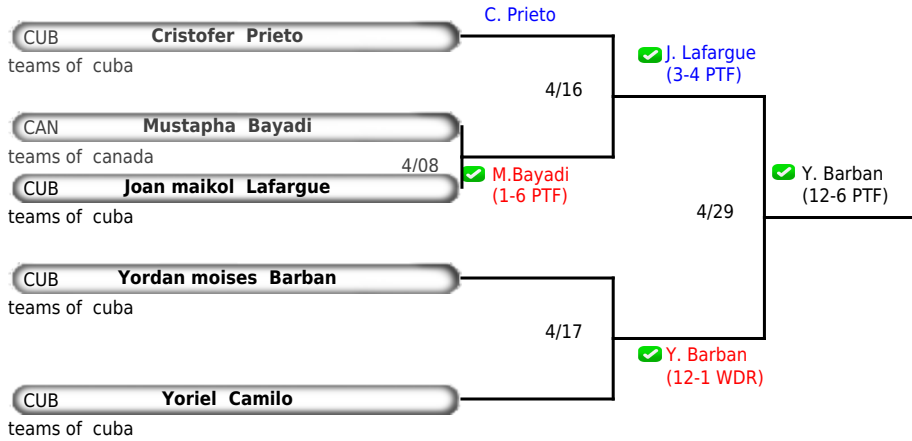 C. Prieto
CUB Cristofer Prieto
teams of cuba
J. Lafargue
(3-4 PTF)
4/16
CAN Mustapha Bayadi
teams of canada
4/08
M.Bayadi
(1-6 PTF)
CUB Joan maikol Lafargue
teams of cuba
Y. Barban
(12-6 PTF)
4/29
CUB Yordan moises Barban
teams of cuba
4/17
Y. Barban
(12-1 WDR)
CUB Yoriel Camilo
teams of cuba